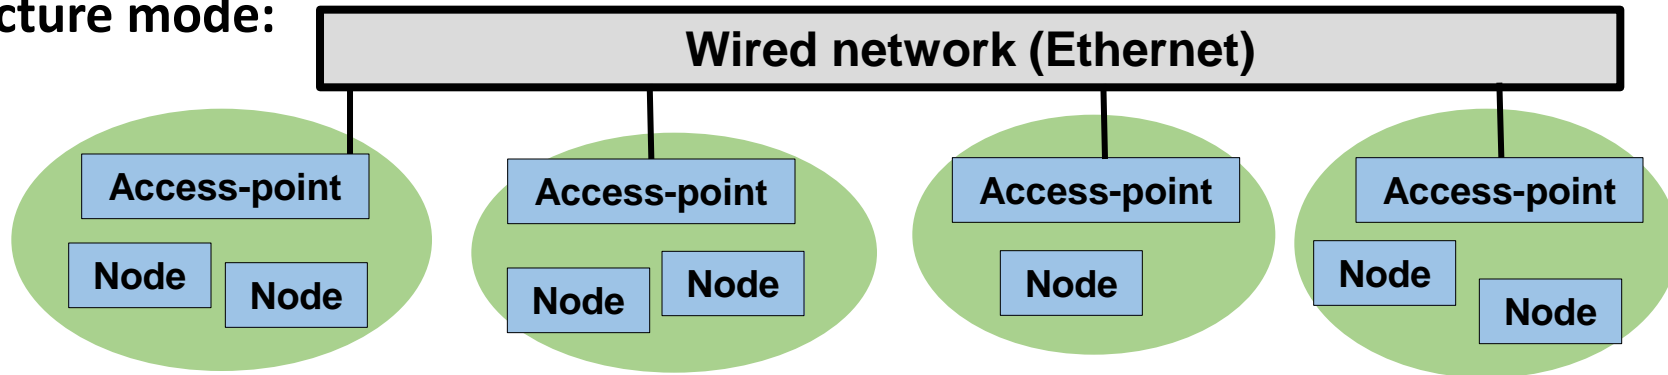 cture mode:
Wired network (Ethernet)
Access-point
Access-point
Access-point
Access-point
Node
Node
Node
Node
Node
Node
Node